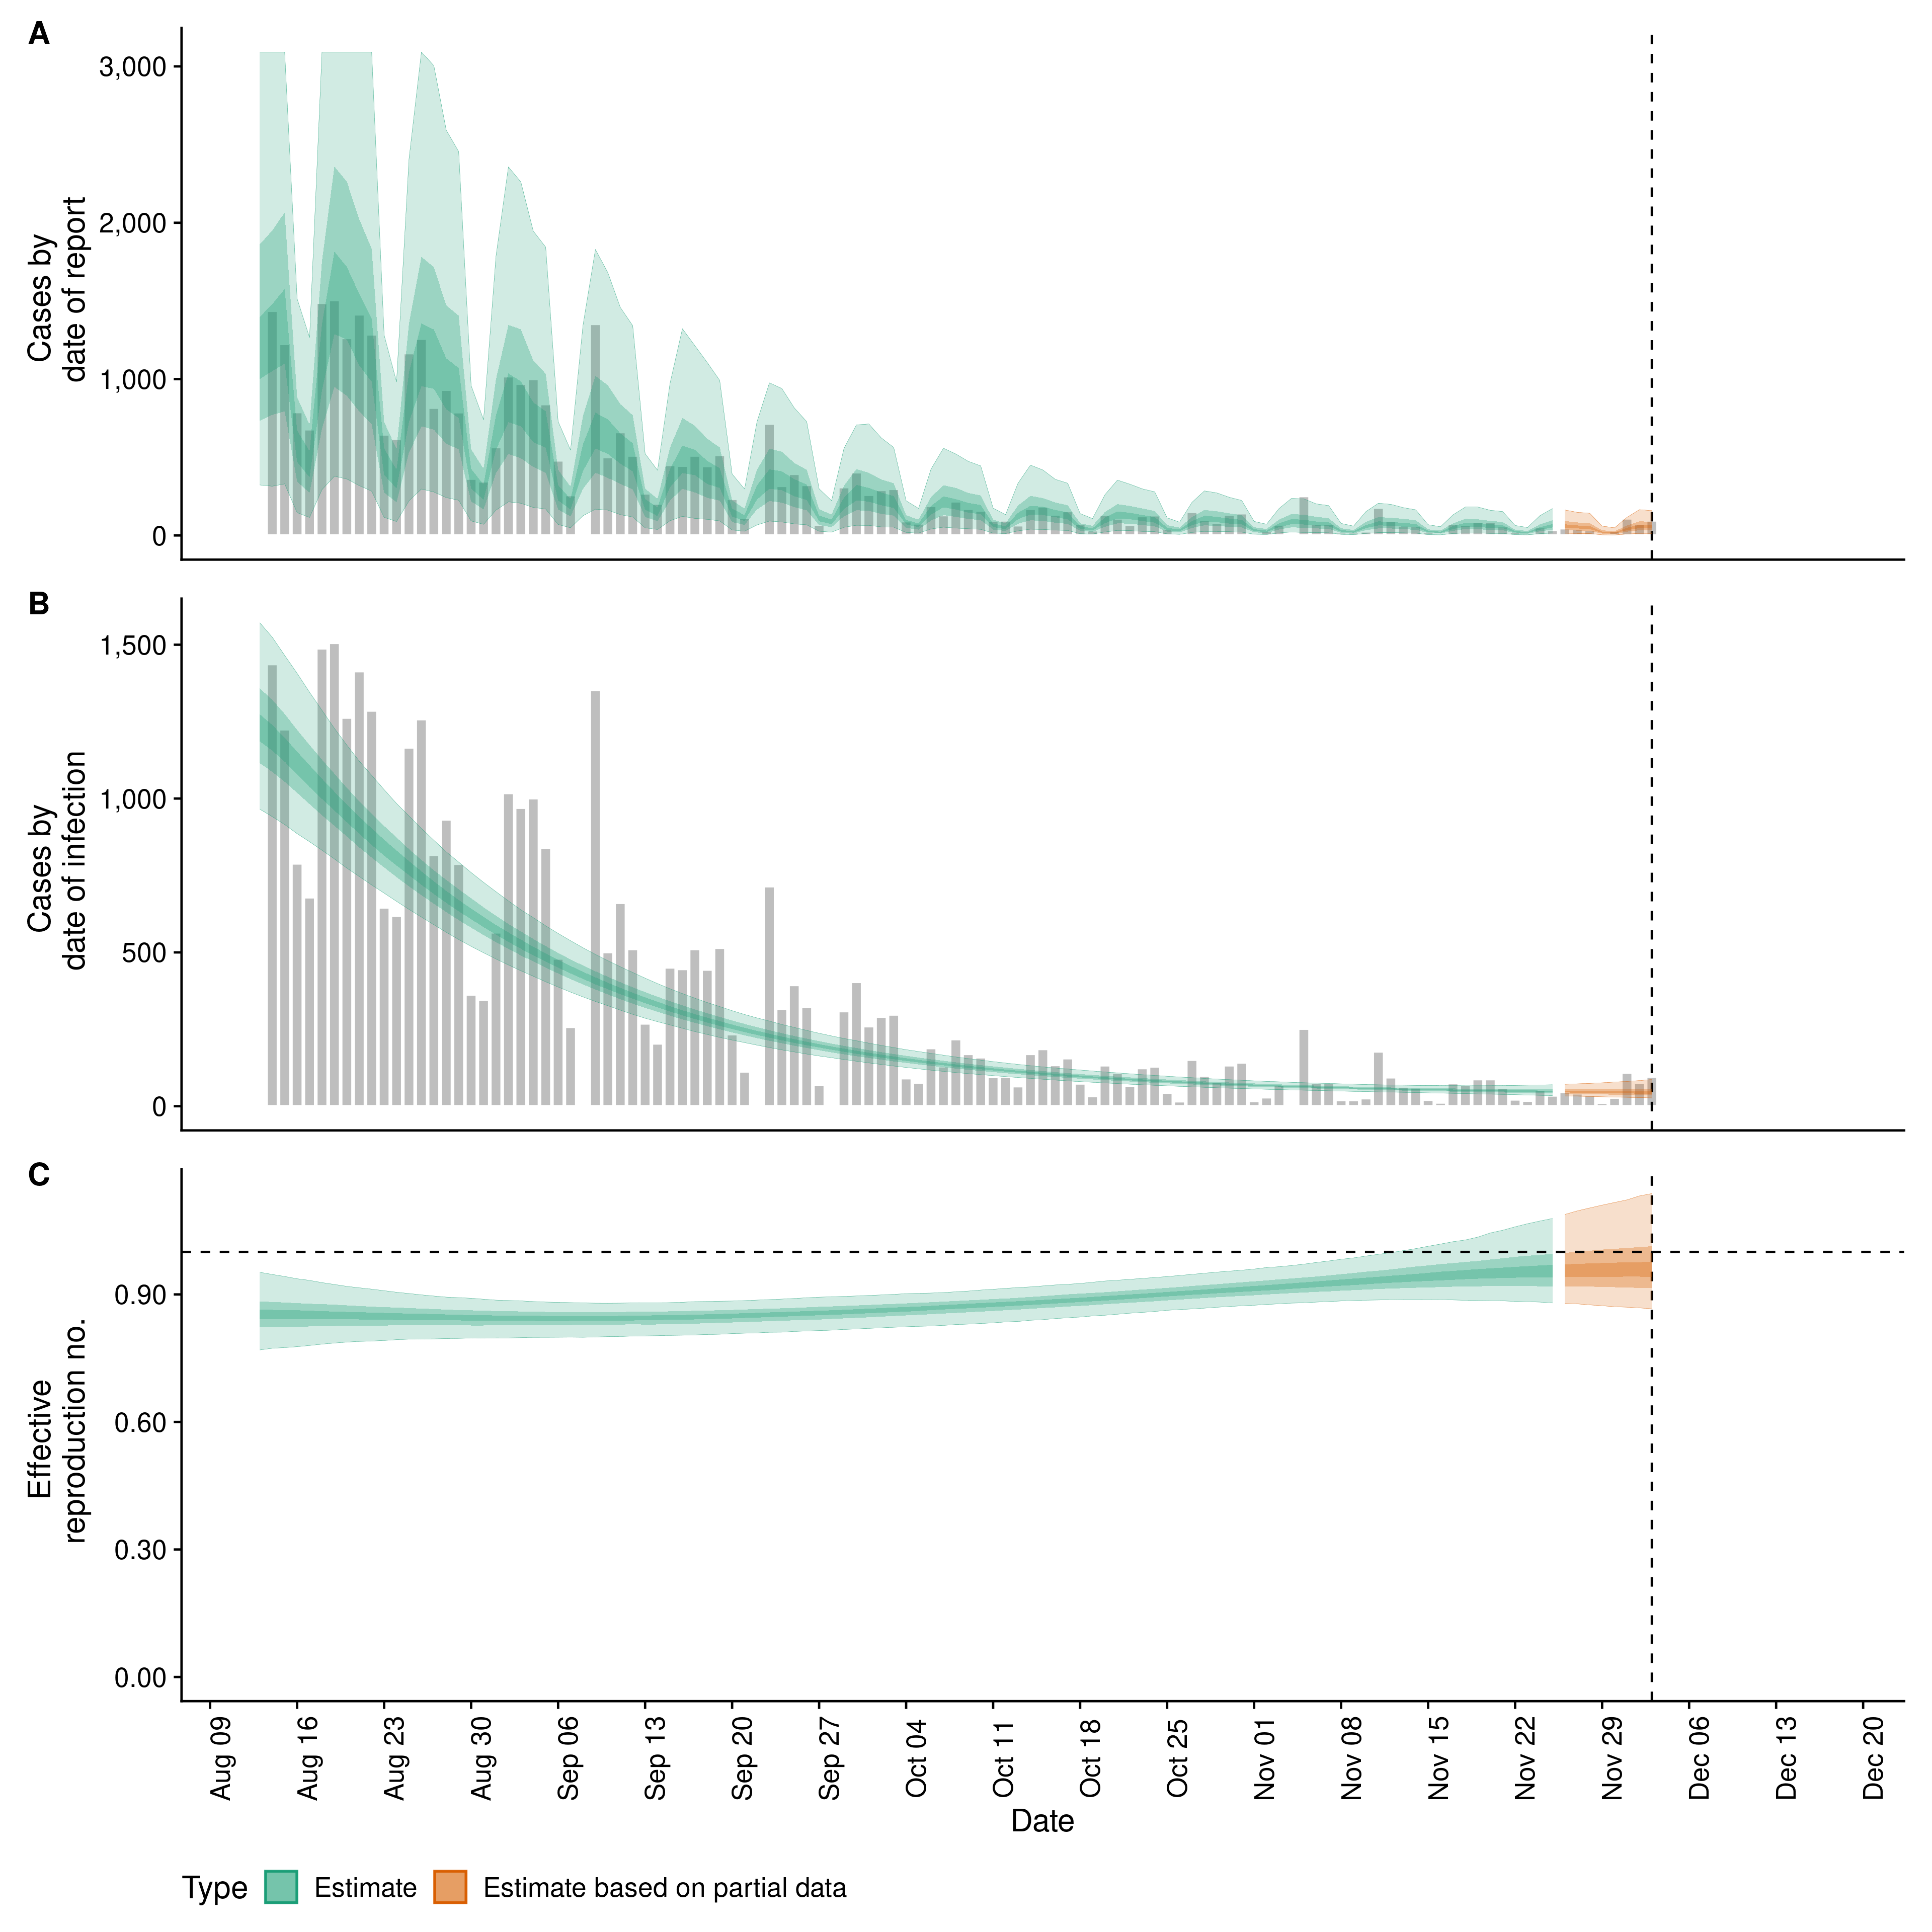 A
Cases by
date of report
3,000
2,000
1,000
0
B
Cases by
date of infection
1,500
1,000
500
0
C
Effective
reproduction no.
0.90
0.60
0.30
0.00
Aug 09
Aug 16
Aug 23
Aug 30
Sep 06
Sep 13
Sep 20
Sep 27
Oct 04
Oct 11
Oct 18
Oct 25
Nov 01
Nov 08
Nov 15
Nov 22
Nov 29
Dec 06
Dec 13
Dec 20
Date
Type Estimate Estimate based on partial data